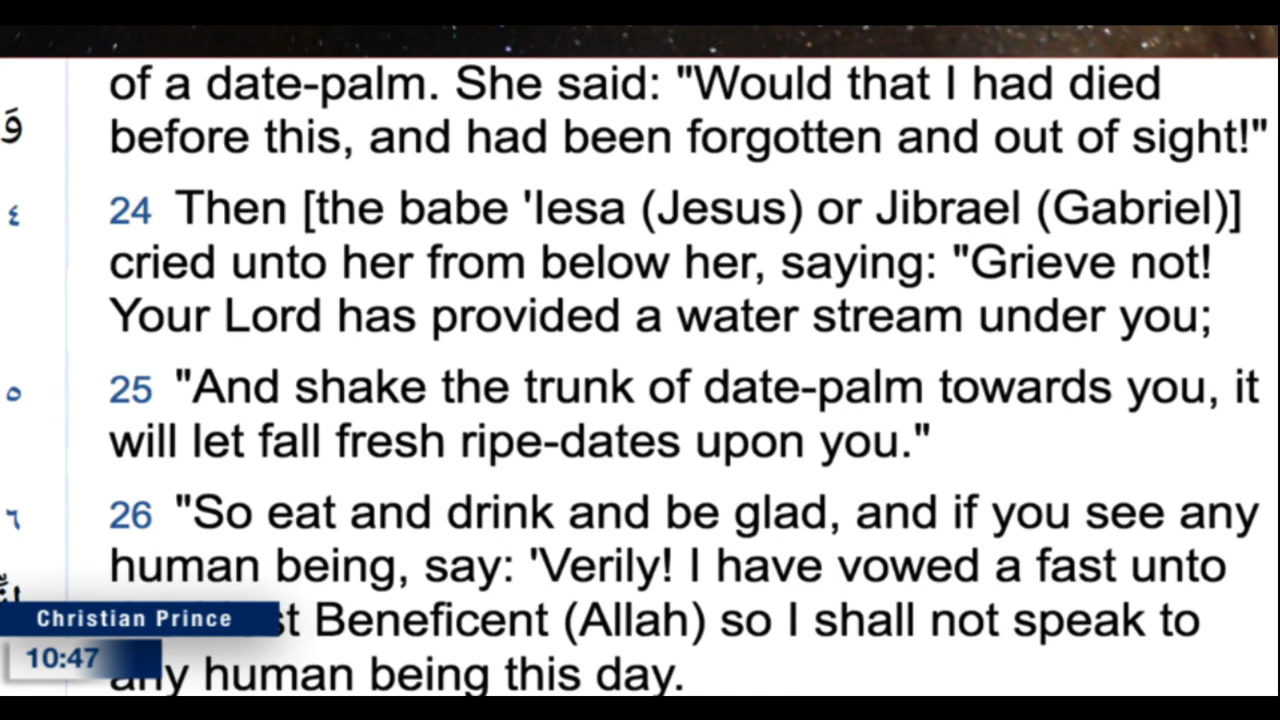 of a date-palm. She said: "Would that I had died
before this, and had been forgotten and out of sight!"
24 Then [the babe 'Iesa (Jesus) or Jibrael (Gabriel)]
cried unto her from below her, saying: "Grieve not!
Your Lord has provided a water stream under you;
25 "And shake the trunk of date-palm towards you, it
will let fall fresh ripe-dates upon you."
26 "So eat and drink and be glad, and if you see any
human being, say: 'Verily! I have vowed a fast unto
Beneficent (Allah) so I shall not speak to
any human being this day.
Christian Prince
10:47
٤
٥
٦